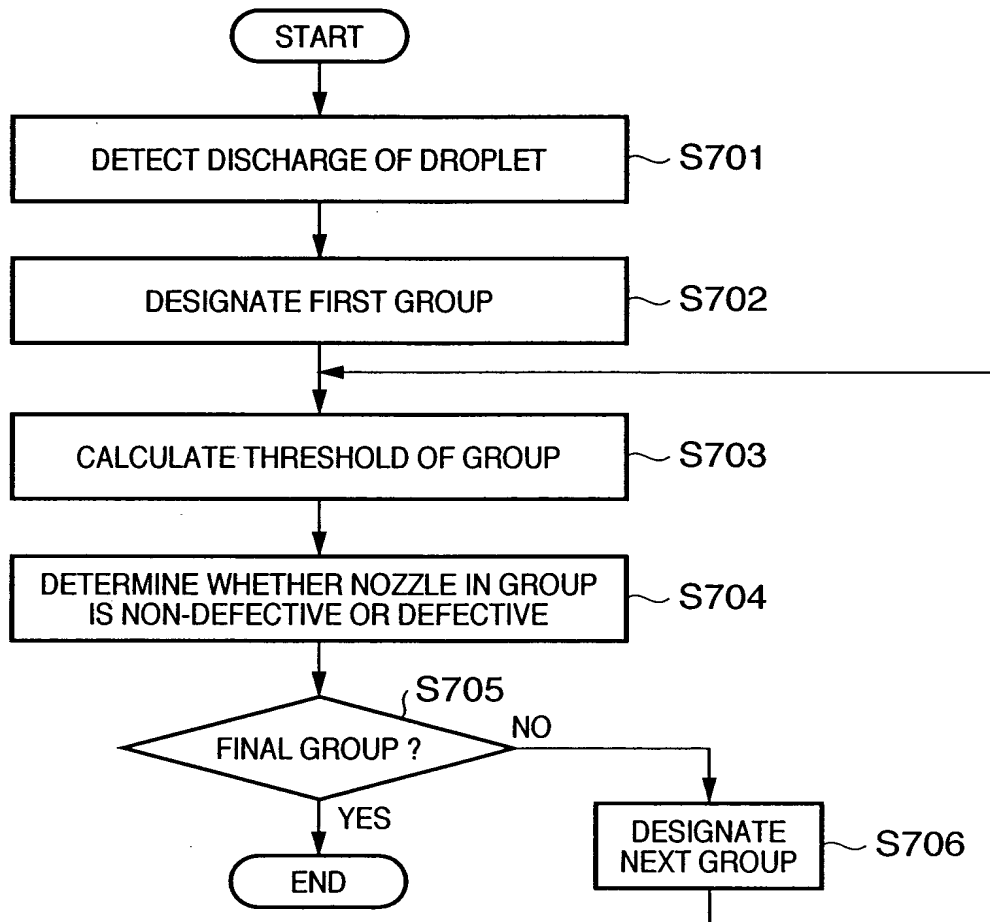 START
DETECT DISCHARGE OF DROPLET
S701
DESIGNATE FIRST GROUP
S702
CALCULATE THRESHOLD OF GROUP
S703
DETERMINE WHETHER NOZZLE IN GROUP
IS NON-DEFECTIVE OR DEFECTIVE
S704
S705
FINAL GROUP ?
NO
YES
DESIGNATE
NEXT GROUP
S706
END